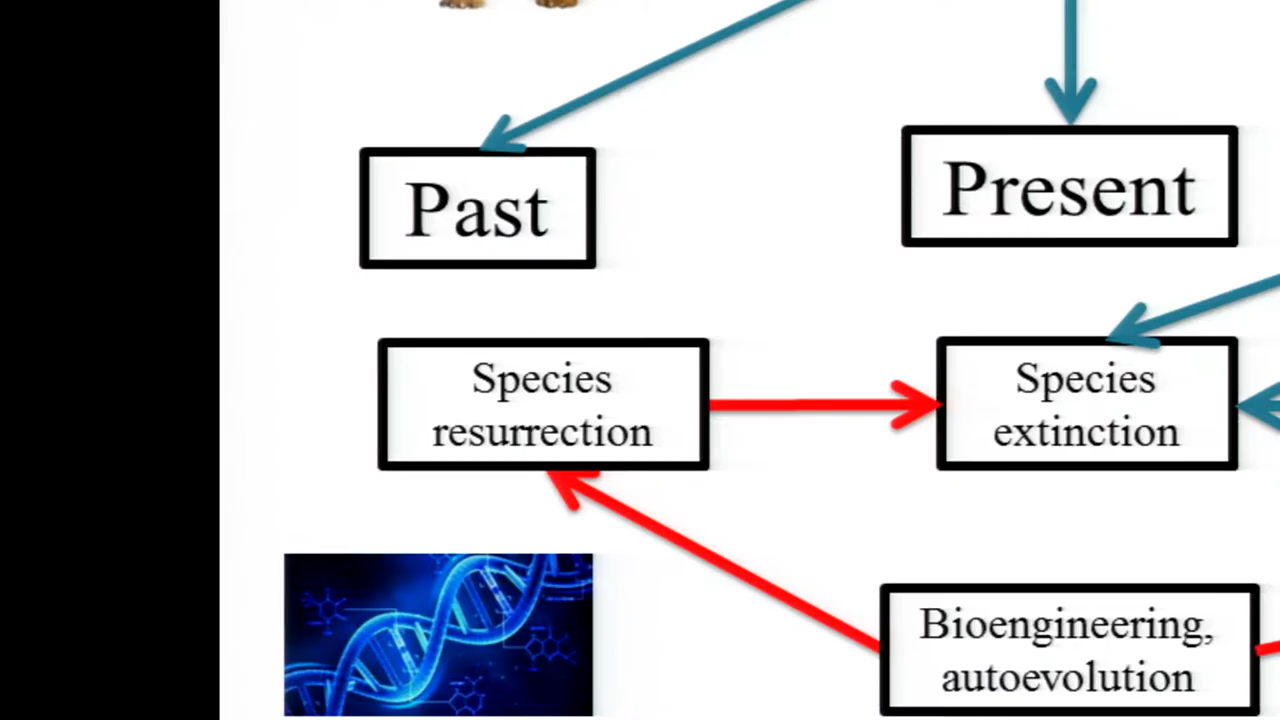 Past
Present
Species
resurrection
Species
extinction
Bioengineering,
autoevolution